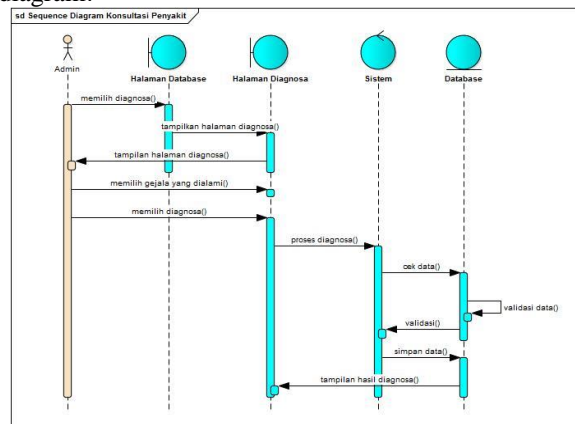 diagram.
sd Sequence Diagram Konsultasi Penyakit
Admin
Halaman Database
Halaman Diagnosa
Sistem
Database
memilih diagnosa()
tampilkan halaman diagnosa()
tampilan halaman diagnosa()
memilih gejala yang dialami()
memilih diagnosa()
proses diagnosa()
cek data()
validasi data()
validasi()
simpan data()
tampilan hasil diagnosa()